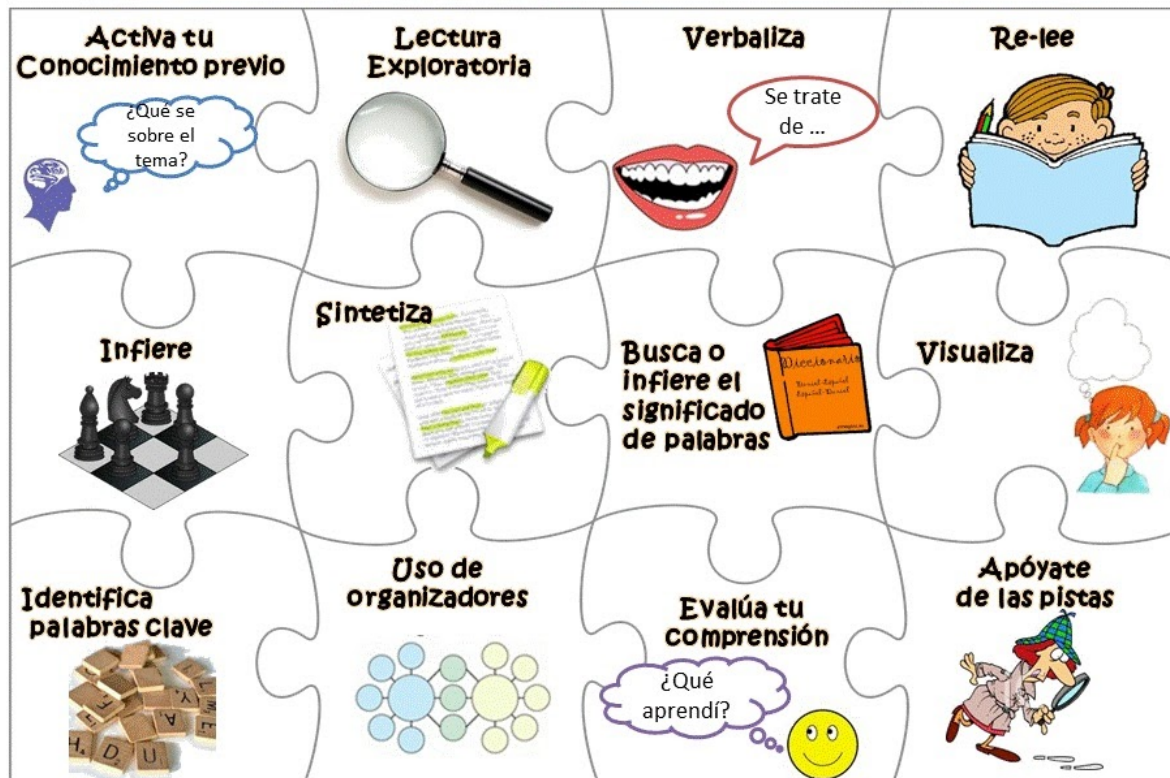 Activa tu
Conocimiento previo
¿Qué se
sobre el
tema?
Lectura
Exploratoria
Verbaliza
Se trate
de ...
Re-lee
Infiere
Sintetiza
Busca o
infiere el
significado
de palabras
Diccionario
Visualiza
Identifica
palabras clave
H D U
Uso de
organizadores
Evalúa tu
comprensión
¿Qué
aprendí?
Apóyate
de las pistas